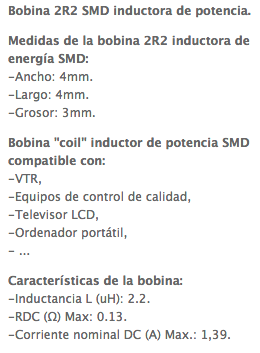 Bobina 2R2 SMD inductora de potencia.
Medidas de la bobina 2R2 inductora de
energía SMD:
-Ancho: 4mm.
-Largo: 4mm.
-Grosor: 3mm.
Bobina "coil" inductor de potencia SMD
compatible con:
-VTR,
-Equipos de control de calidad,
-Televisor LCD,
-Ordenador portátil,
- ...
Características de la bobina:
-Inductancia L (uH): 2.2.
-RDC (Ω) Max: 0.13.
-Corriente nominal DC (A) Max.: 1,39.